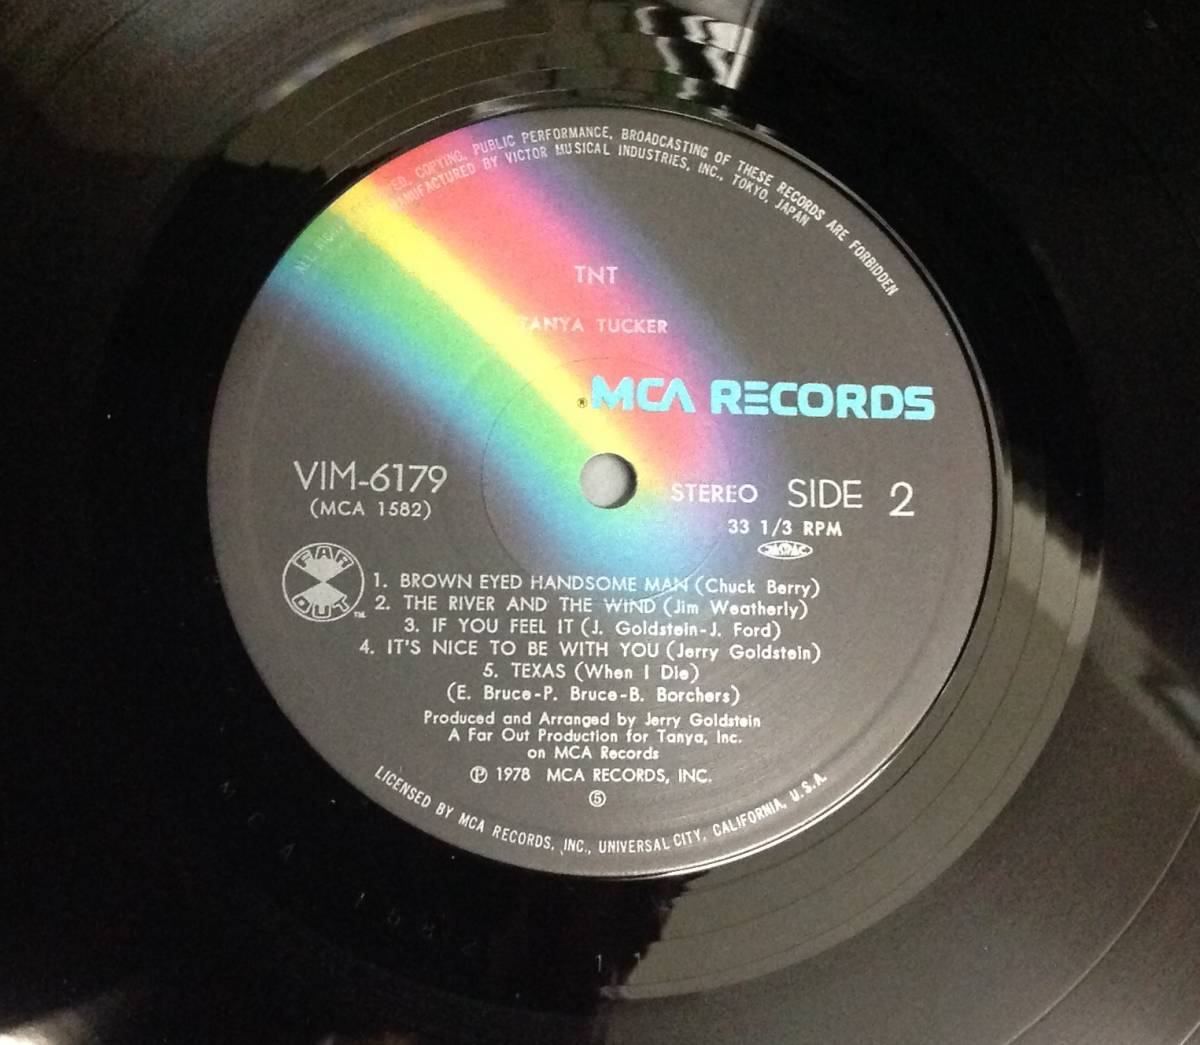 ALL RIGHTS COPYING, PUBLIC PERFORMANCE, BROADCASTING OF THESE RECORDS ARE FORBIDDEN
MANUFACTURED BY VICTOR MUSICAL INDUSTRIES, INC., TOKYO, JAPAN
TNT
TANYA TUCKER
®MCA RECORDS
VIM-6179
(MCA 1582)
STEREO SIDE 2
33 1/3 RPM
JASRAC
FAR OUT TM
1. BROWN EYED HANDSOME MAN (Chuck Berry)
2. THE RIVER AND THE WIND (Jim Weatherly)
3. IF YOU FEEL IT (J. Goldstein-J. Ford)
4. IT'S NICE TO BE WITH YOU (Jerry Goldstein)
5. TEXAS (When I Die)
(E. Bruce-P. Bruce-B. Borchers)
Produced and Arranged by Jerry Goldstein
A Far Out Production for Tanya, Inc.
on MCA Records
Ⓟ 1978 MCA RECORDS, INC.
⑤
LICENSED BY MCA RECORDS, INC., UNIVERSAL CITY, CALIFORNIA, U.S.A.